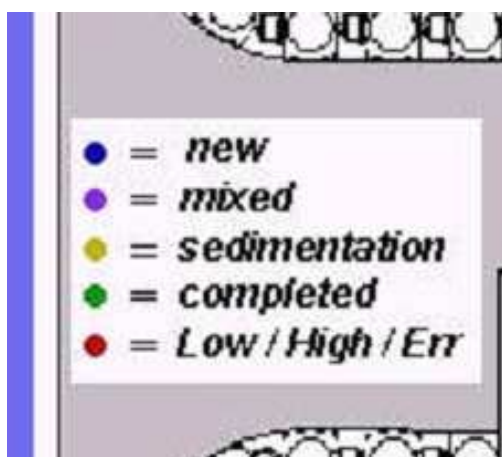 = new
= mixed
= sedimentation
= completed
= Low / High / Err